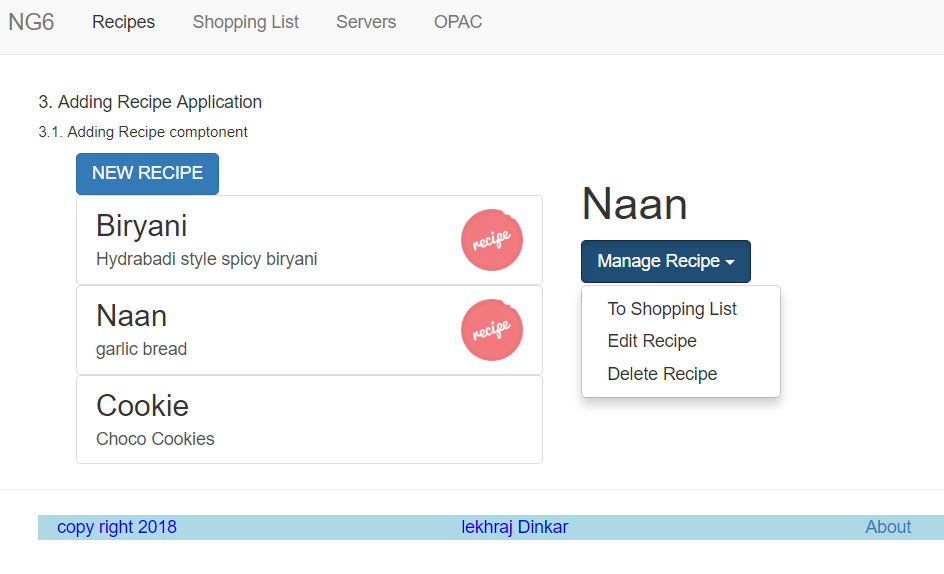 NG6 Recipes Shopping List Servers OPAC
3. Adding Recipe Application
3.1. Adding Recipe comptonent
NEW RECIPE
Biryani
Hydrabadi style spicy biryani
recipe
Naan
garlic bread
recipe
Cookie
Choco Cookies
Naan
Manage Recipe
To Shopping List
Edit Recipe
Delete Recipe
copy right 2018 lekhraj Dinkar About